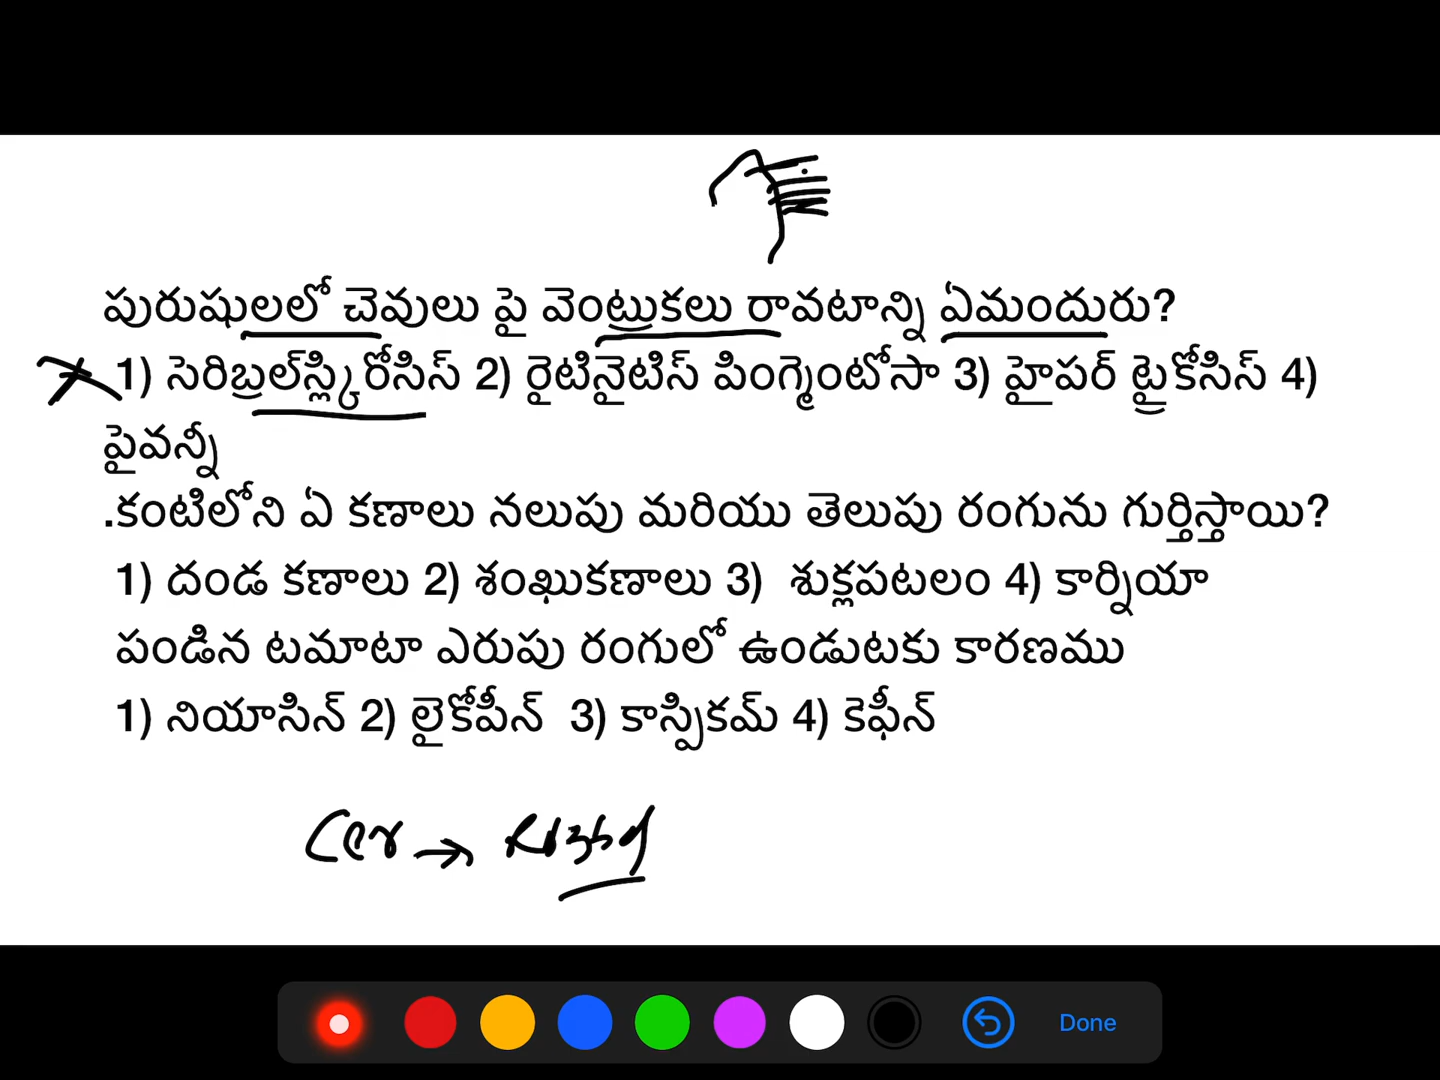 పురుషులలో చెవులు పై వెంట్రుకలు రావటాన్ని ఏమందురు?
1) సెరిబ్రల్‌స్క్లిరోసిస్ 2) రైటినైటిస్ పింగ్మెంటోసా 3) హైపర్ ట్రైకోసిస్ 4)
పైవన్నీ
.కంటిలోని ఏ కణాలు నలుపు మరియు తెలుపు రంగును గుర్తిస్తాయి?
1) దండ కణాలు 2) శంఖుకణాలు 3) శుక్లపటలం 4) కార్నియా
పండిన టమాటా ఎరుపు రంగులో ఉండుటకు కారణము
1) నియాసిన్ 2) లైకోపీన్ 3) కాస్పికమ్ 4) కెఫీన్
Done